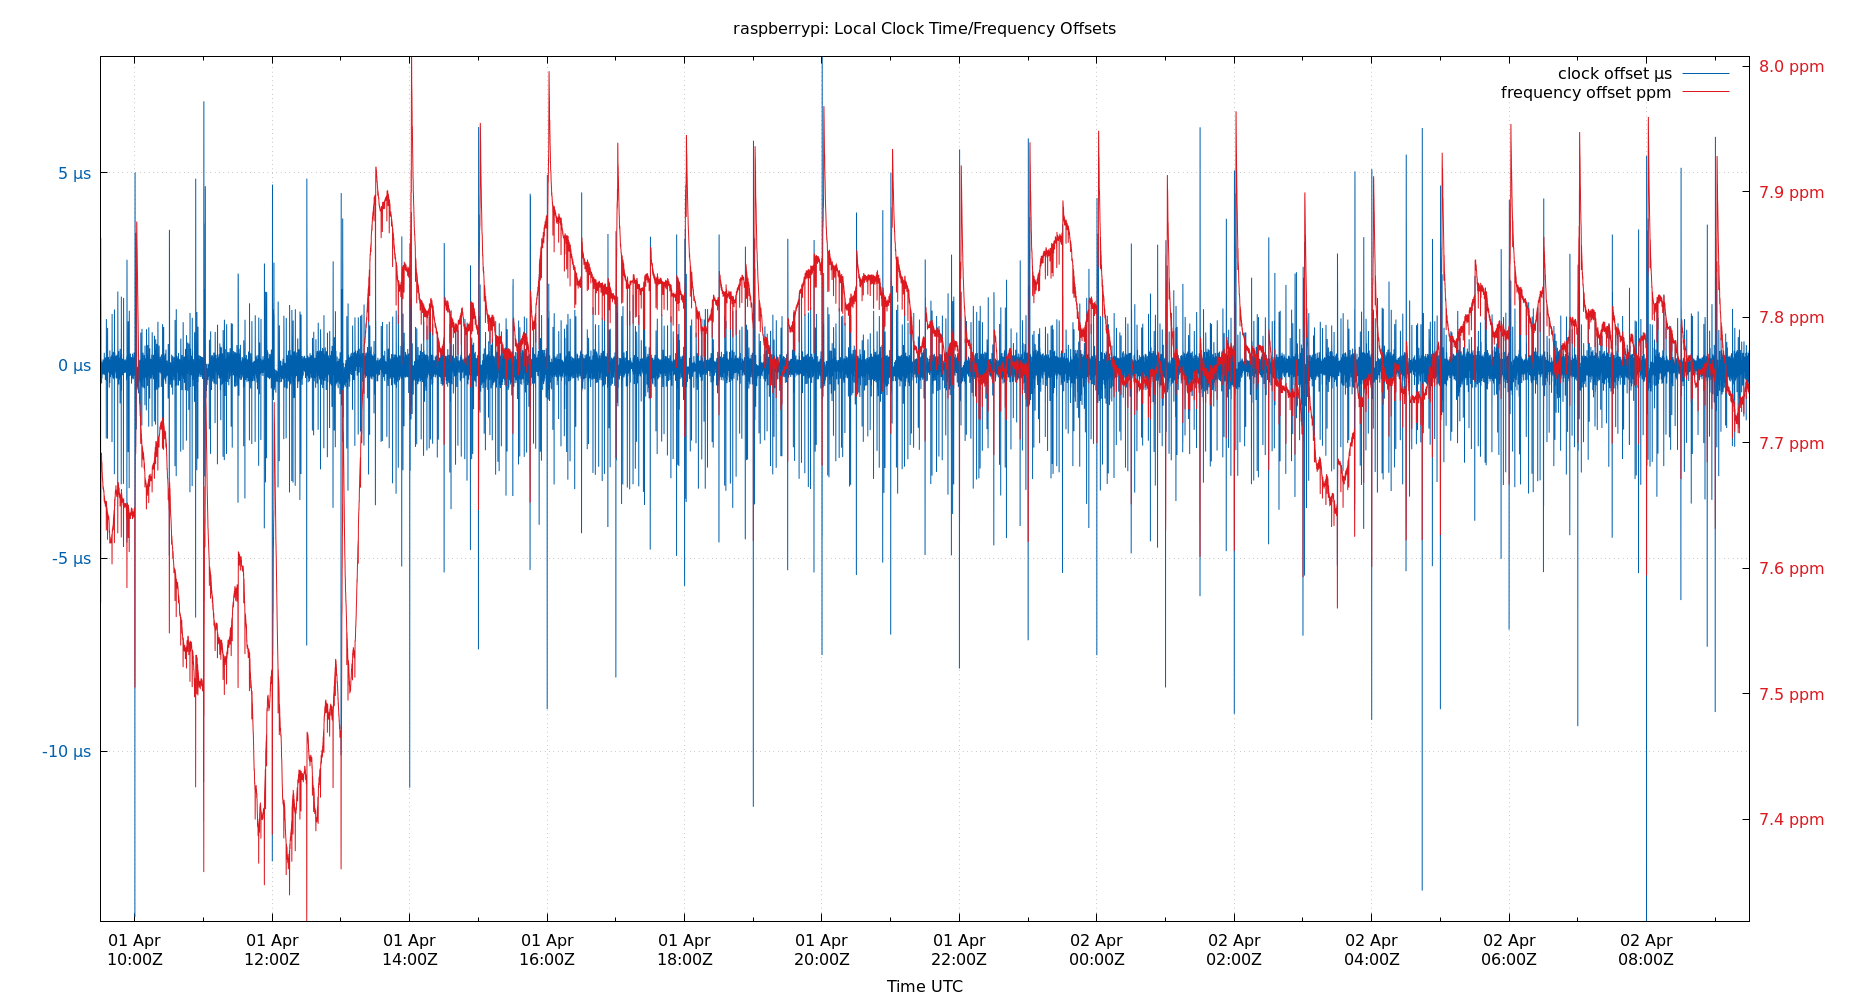 raspberrypi: Local Clock Time/Frequency Offsets
clock offset µs
frequency offset ppm
5 µs
0 µs
-5 µs
-10 µs
8.0 ppm
7.9 ppm
7.8 ppm
7.7 ppm
7.6 ppm
7.5 ppm
7.4 ppm
01 Apr 01 Apr 01 Apr 01 Apr 01 Apr 01 Apr 01 Apr 02 Apr 02 Apr 02 Apr 02 Apr 02 Apr
10:00Z 12:00Z 14:00Z 16:00Z 18:00Z 20:00Z 22:00Z 00:00Z 02:00Z 04:00Z 06:00Z 08:00Z
Time UTC